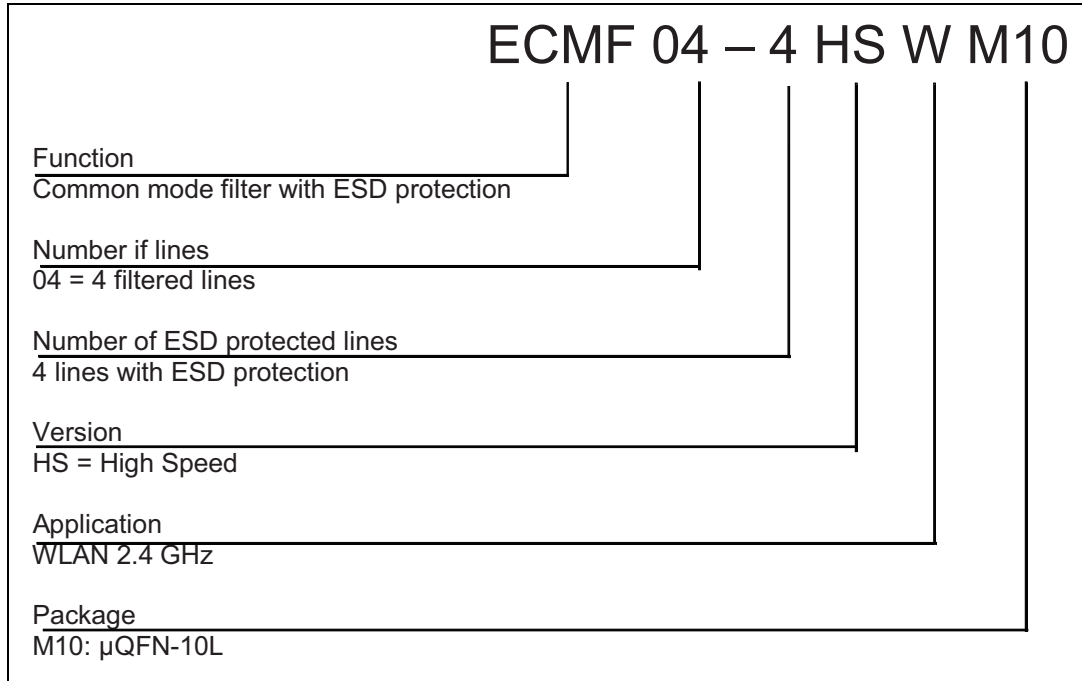 ECMF 04 – 4 HS W M10
Function
Common mode filter with ESD protection
Number if lines
04 = 4 filtered lines
Number of ESD protected lines
4 lines with ESD protection
Version
HS = High Speed
Application
WLAN 2.4 GHz
Package
M10: µQFN-10L